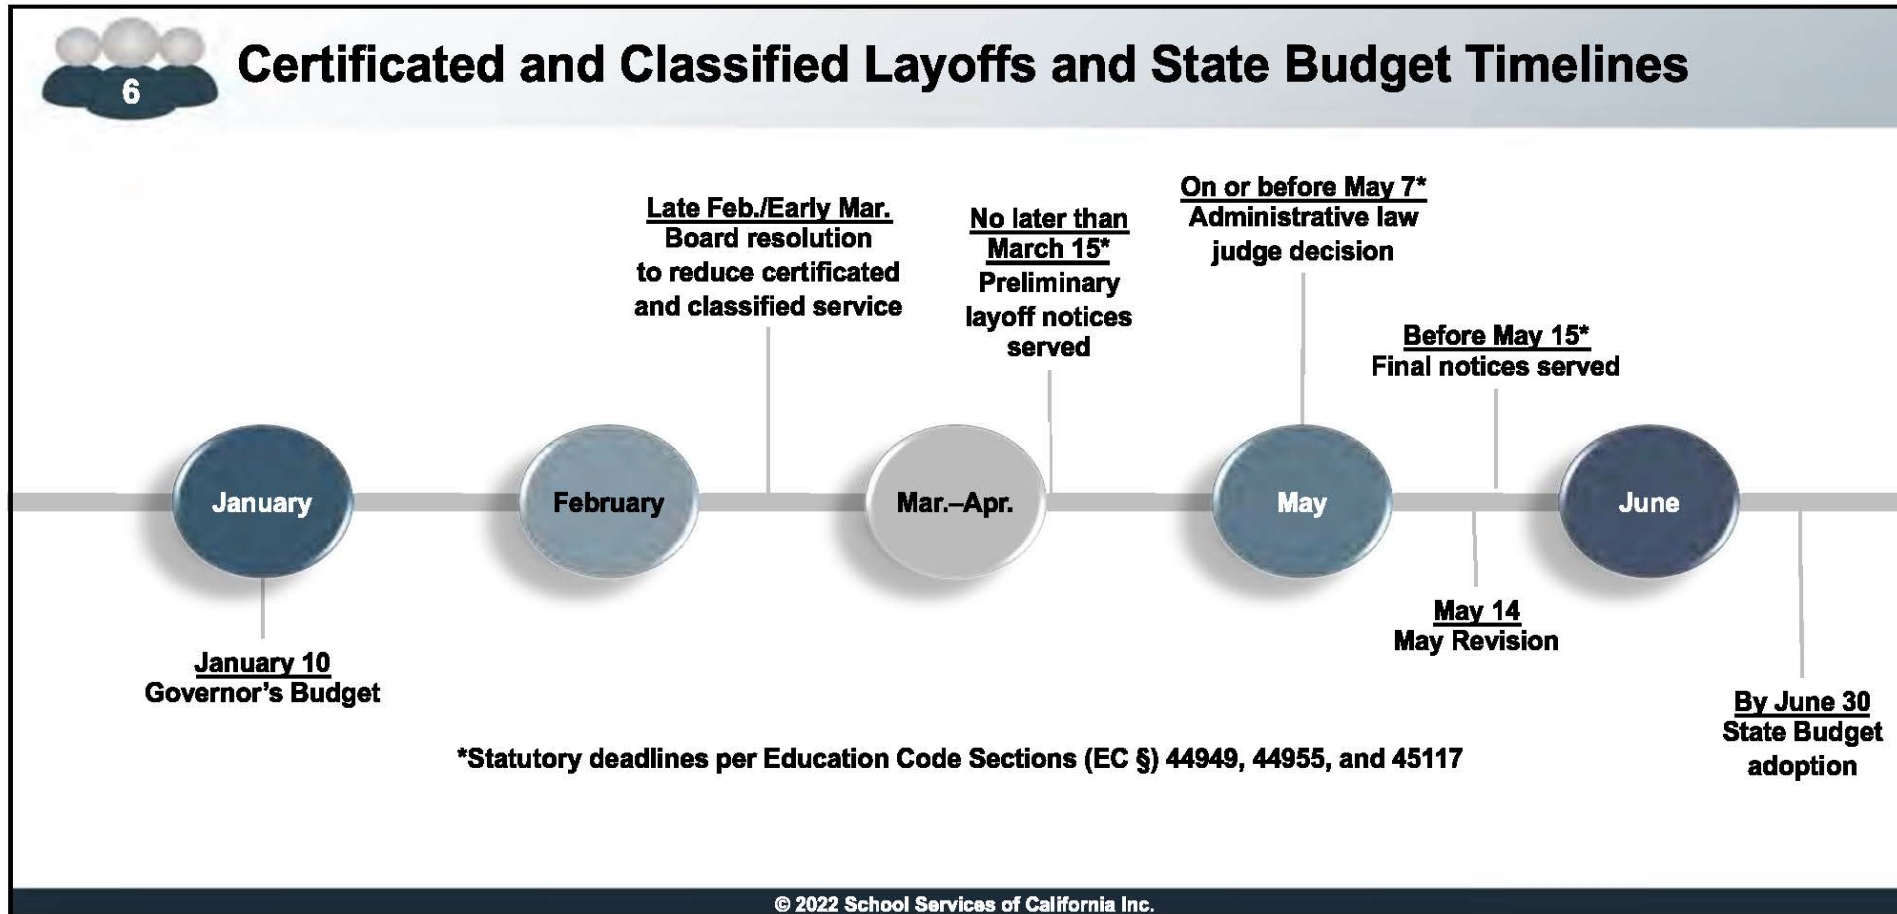 6
Certificated and Classified Layoffs and State Budget Timelines
Late Feb./Early Mar.
Board resolution
to reduce certificated
and classified service
No later than
March 15*
Preliminary
layoff notices
served
On or before May 7*
Administrative law
judge decision
Before May 15*
Final notices served
January
February
Mar.–Apr.
May
June
January 10
Governor's Budget
May 14
May Revision
By June 30
State Budget
adoption
*Statutory deadlines per Education Code Sections (EC §) 44949, 44955, and 45117
© 2022 School Services of California Inc.